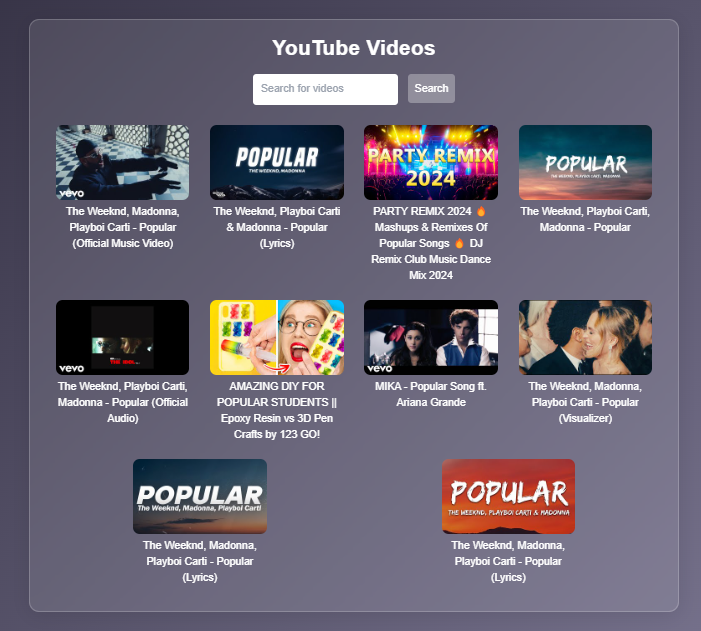 YouTube Videos
Search for videos
Search
vevo
POPULAR
THE WEEKND, MADONNA
PARTY REMIX
2024
POPULAR
THE WEEKND, PLAYBOI CARTI, MADONNA
The Weeknd, Madonna,
Playboi Carti - Popular
(Official Music Video)
The Weeknd, Playboi Carti
& Madonna - Popular
(Lyrics)
PARTY REMIX 2024 🔥
Mashups & Remixes Of
Popular Songs 🔥 DJ
Remix Club Music Dance
Mix 2024
The Weeknd, Playboi Carti,
Madonna - Popular
vevo
THE IDOL
vevo
The Weeknd, Playboi Carti,
Madonna - Popular (Official
Audio)
AMAZING DIY FOR
POPULAR STUDENTS ||
Epoxy Resin vs 3D Pen
Crafts by 123 GO!
MIKA - Popular Song ft.
Ariana Grande
The Weeknd, Madonna,
Playboi Carti - Popular
(Visualizer)
POPULAR
The Weeknd, Madonna, Playboi Carti
POPULAR
THE WEEKND, PLAYBOI CARTI & MADONNA
The Weeknd, Madonna,
Playboi Carti - Popular
(Lyrics)
The Weeknd, Madonna,
Playboi Carti - Popular
(Lyrics)